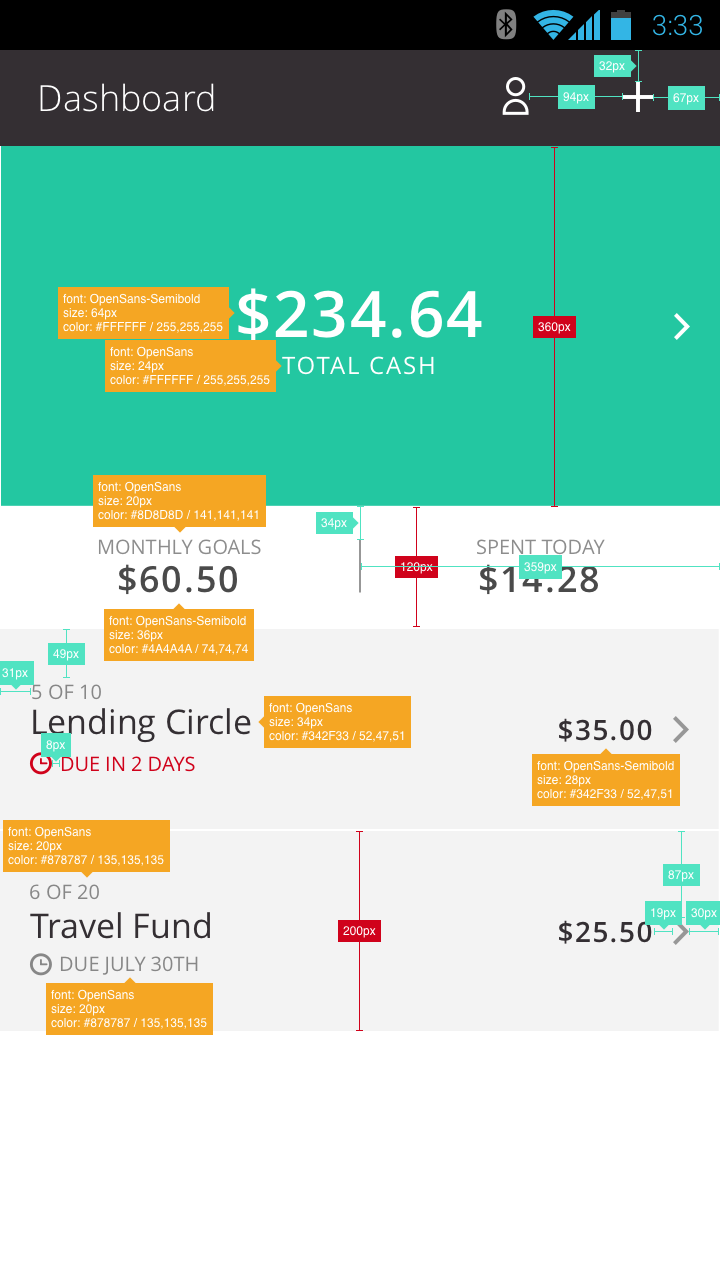 3:33
32px
Dashboard
94px
67px
font: OpenSans-Semibold
size: 64px
color: #FFFFFF / 255,255,255
$234.64
360px
font: OpenSans
size: 24px
color: #FFFFFF / 255,255,255
TOTAL CASH
font: OpenSans
size: 20px
color: #8D8D8D / 141,141,141
34px
MONTHLY GOALS
SPENT TODAY
$60.50
120px
$14.28
359px
font: OpenSans-Semibold
size: 36px
color: #4A4A4A / 74,74,74
49px
31px
5 OF 10
Lending Circle
font: OpenSans
size: 34px
color: #342F33 / 52,47,51
$35.00
8px
DUE IN 2 DAYS
font: OpenSans-Semibold
size: 28px
color: #342F33 / 52,47,51
font: OpenSans
size: 20px
color: #878787 / 135,135,135
87px
6 OF 20
19px
30px
Travel Fund
200px
$25.50
DUE JULY 30TH
font: OpenSans
size: 20px
color: #878787 / 135,135,135